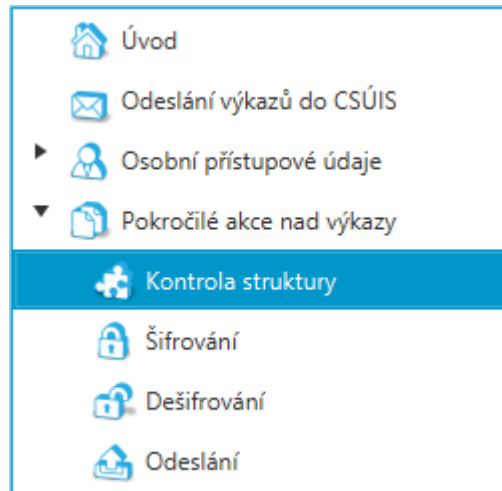 Úvod
Odeslání výkazů do CSÚIS
Osobní přístupové údaje
Pokročilé akce nad výkazy
Kontrola struktury
Šifrování
Dešifrování
Odeslání